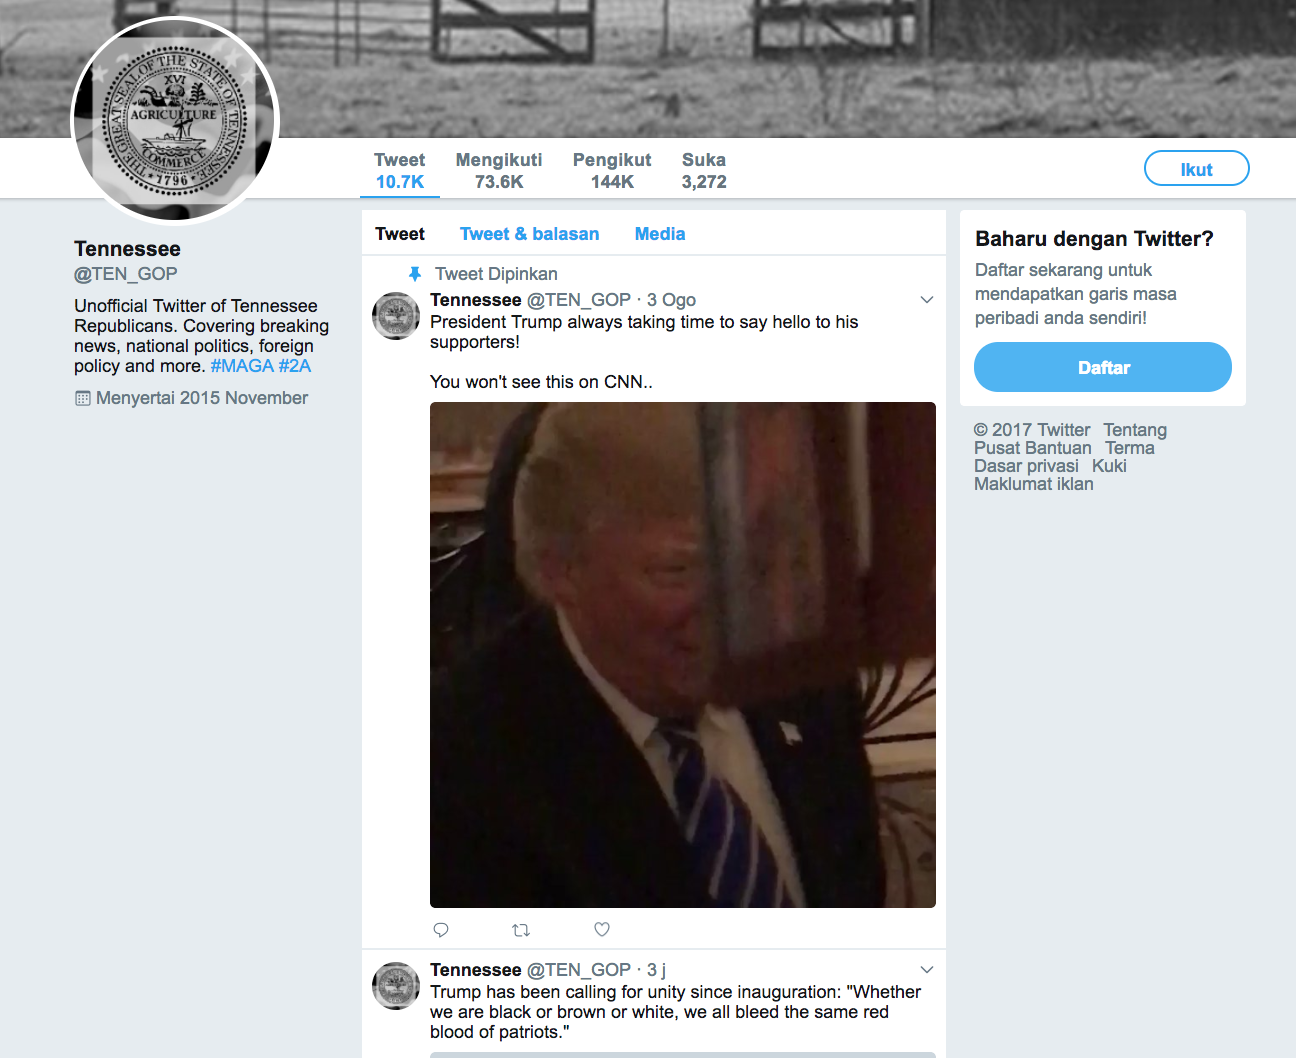 THE GREAT SEAL OF THE STATE OF TENNESSEE
XVI
AGRICULTURE
COMMERCE
1796
Tweet
10.7K
Mengikuti
73.6K
Pengikut
144K
Suka
3,272
Ikut
Tennessee
@TEN_GOP
Unofficial Twitter of Tennessee
Republicans. Covering breaking
news, national politics, foreign
policy and more. #MAGA #2A
Menyertai 2015 November
Tweet Tweet & balasan Media
Tweet Dipinkan
Tennessee @TEN_GOP · 3 Ogo
President Trump always taking time to say hello to his
supporters!
You won't see this on CNN..
Tennessee @TEN_GOP · 3 j
Trump has been calling for unity since inauguration: "Whether
we are black or brown or white, we all bleed the same red
blood of patriots."
Baharu dengan Twitter?
Daftar sekarang untuk
mendapatkan garis masa
peribadi anda sendiri!
Daftar
© 2017 Twitter Tentang
Pusat Bantuan Terma
Dasar privasi Kuki
Maklumat iklan